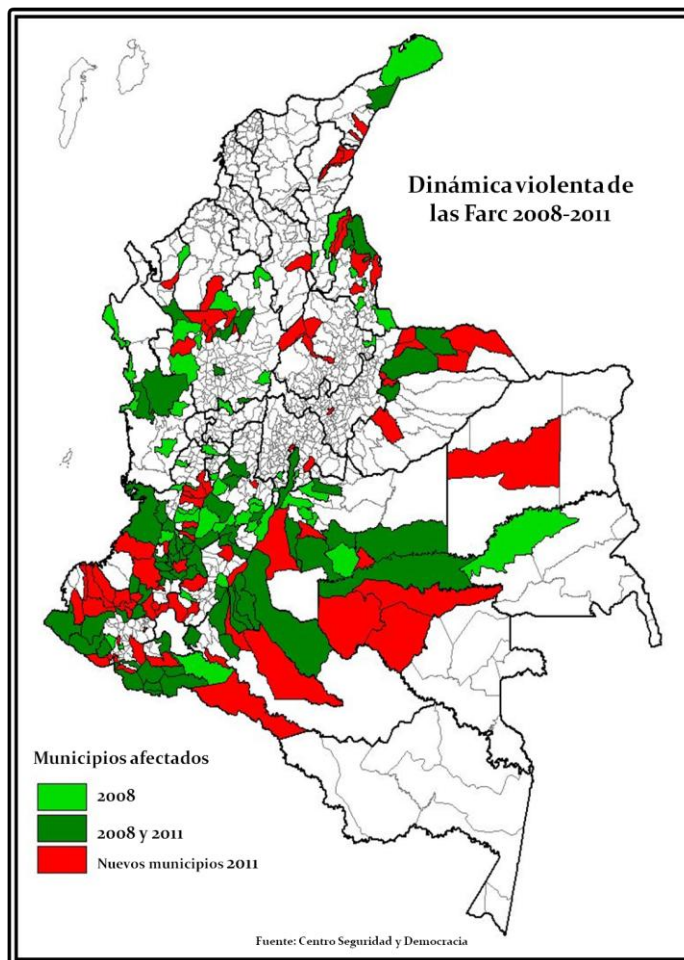 Dinámica violenta de
las Farc 2008-2011
Municipios afectados
2008
2008 y 2011
Nuevos municipios 2011
Fuente: Centro Seguridad y Democracia